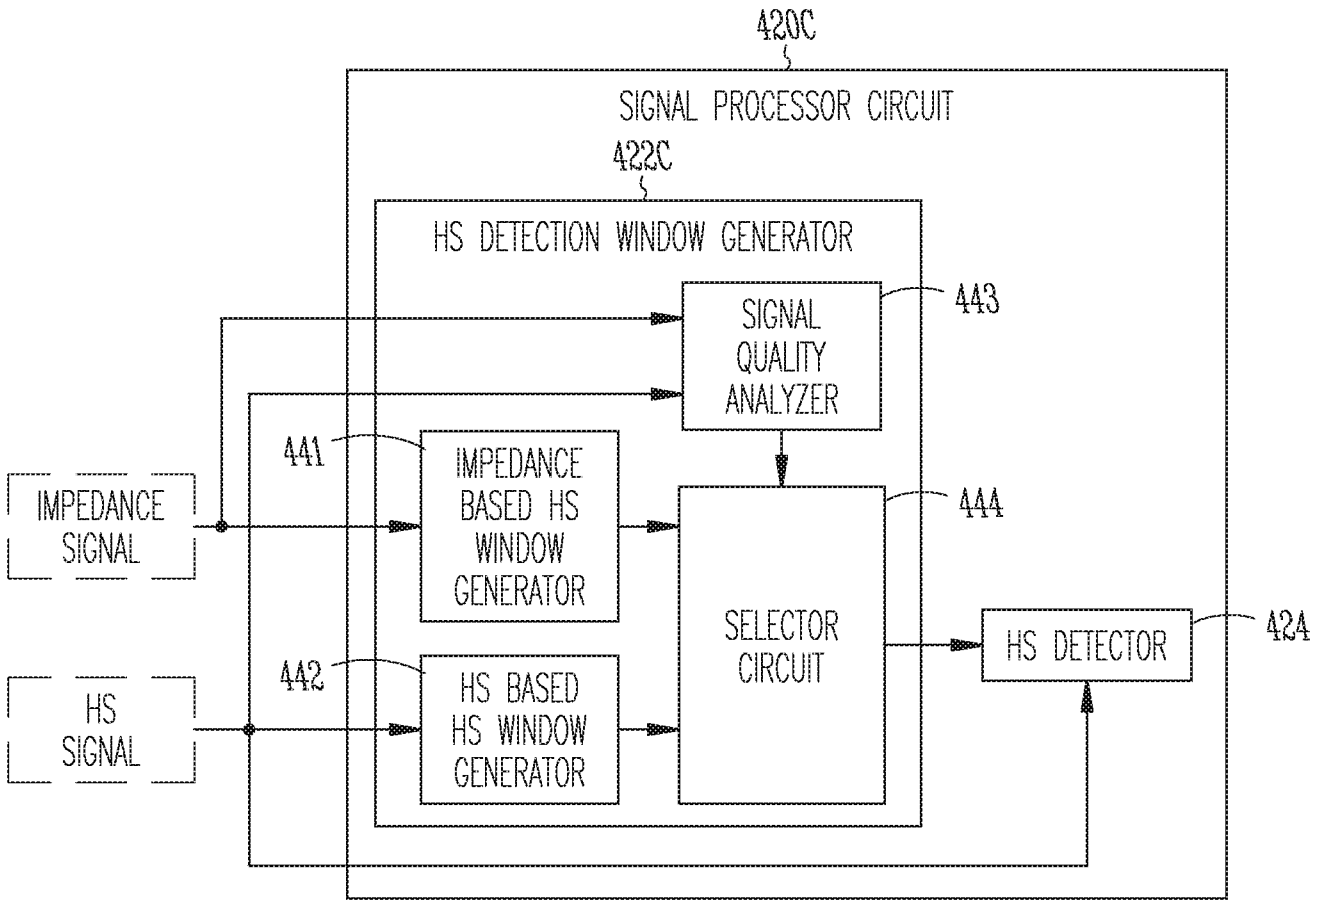 420C
SIGNAL PROCESSOR CIRCUIT
422C
HS DETECTION WINDOW GENERATOR
443
SIGNAL
QUALITY
ANALYZER
441
IMPEDANCE
BASED HS
WINDOW
GENERATOR
IMPEDANCE
SIGNAL
444
SELECTOR
CIRCUIT
HS DETECTOR
424
442
HS BASED
HS WINDOW
GENERATOR
HS
SIGNAL